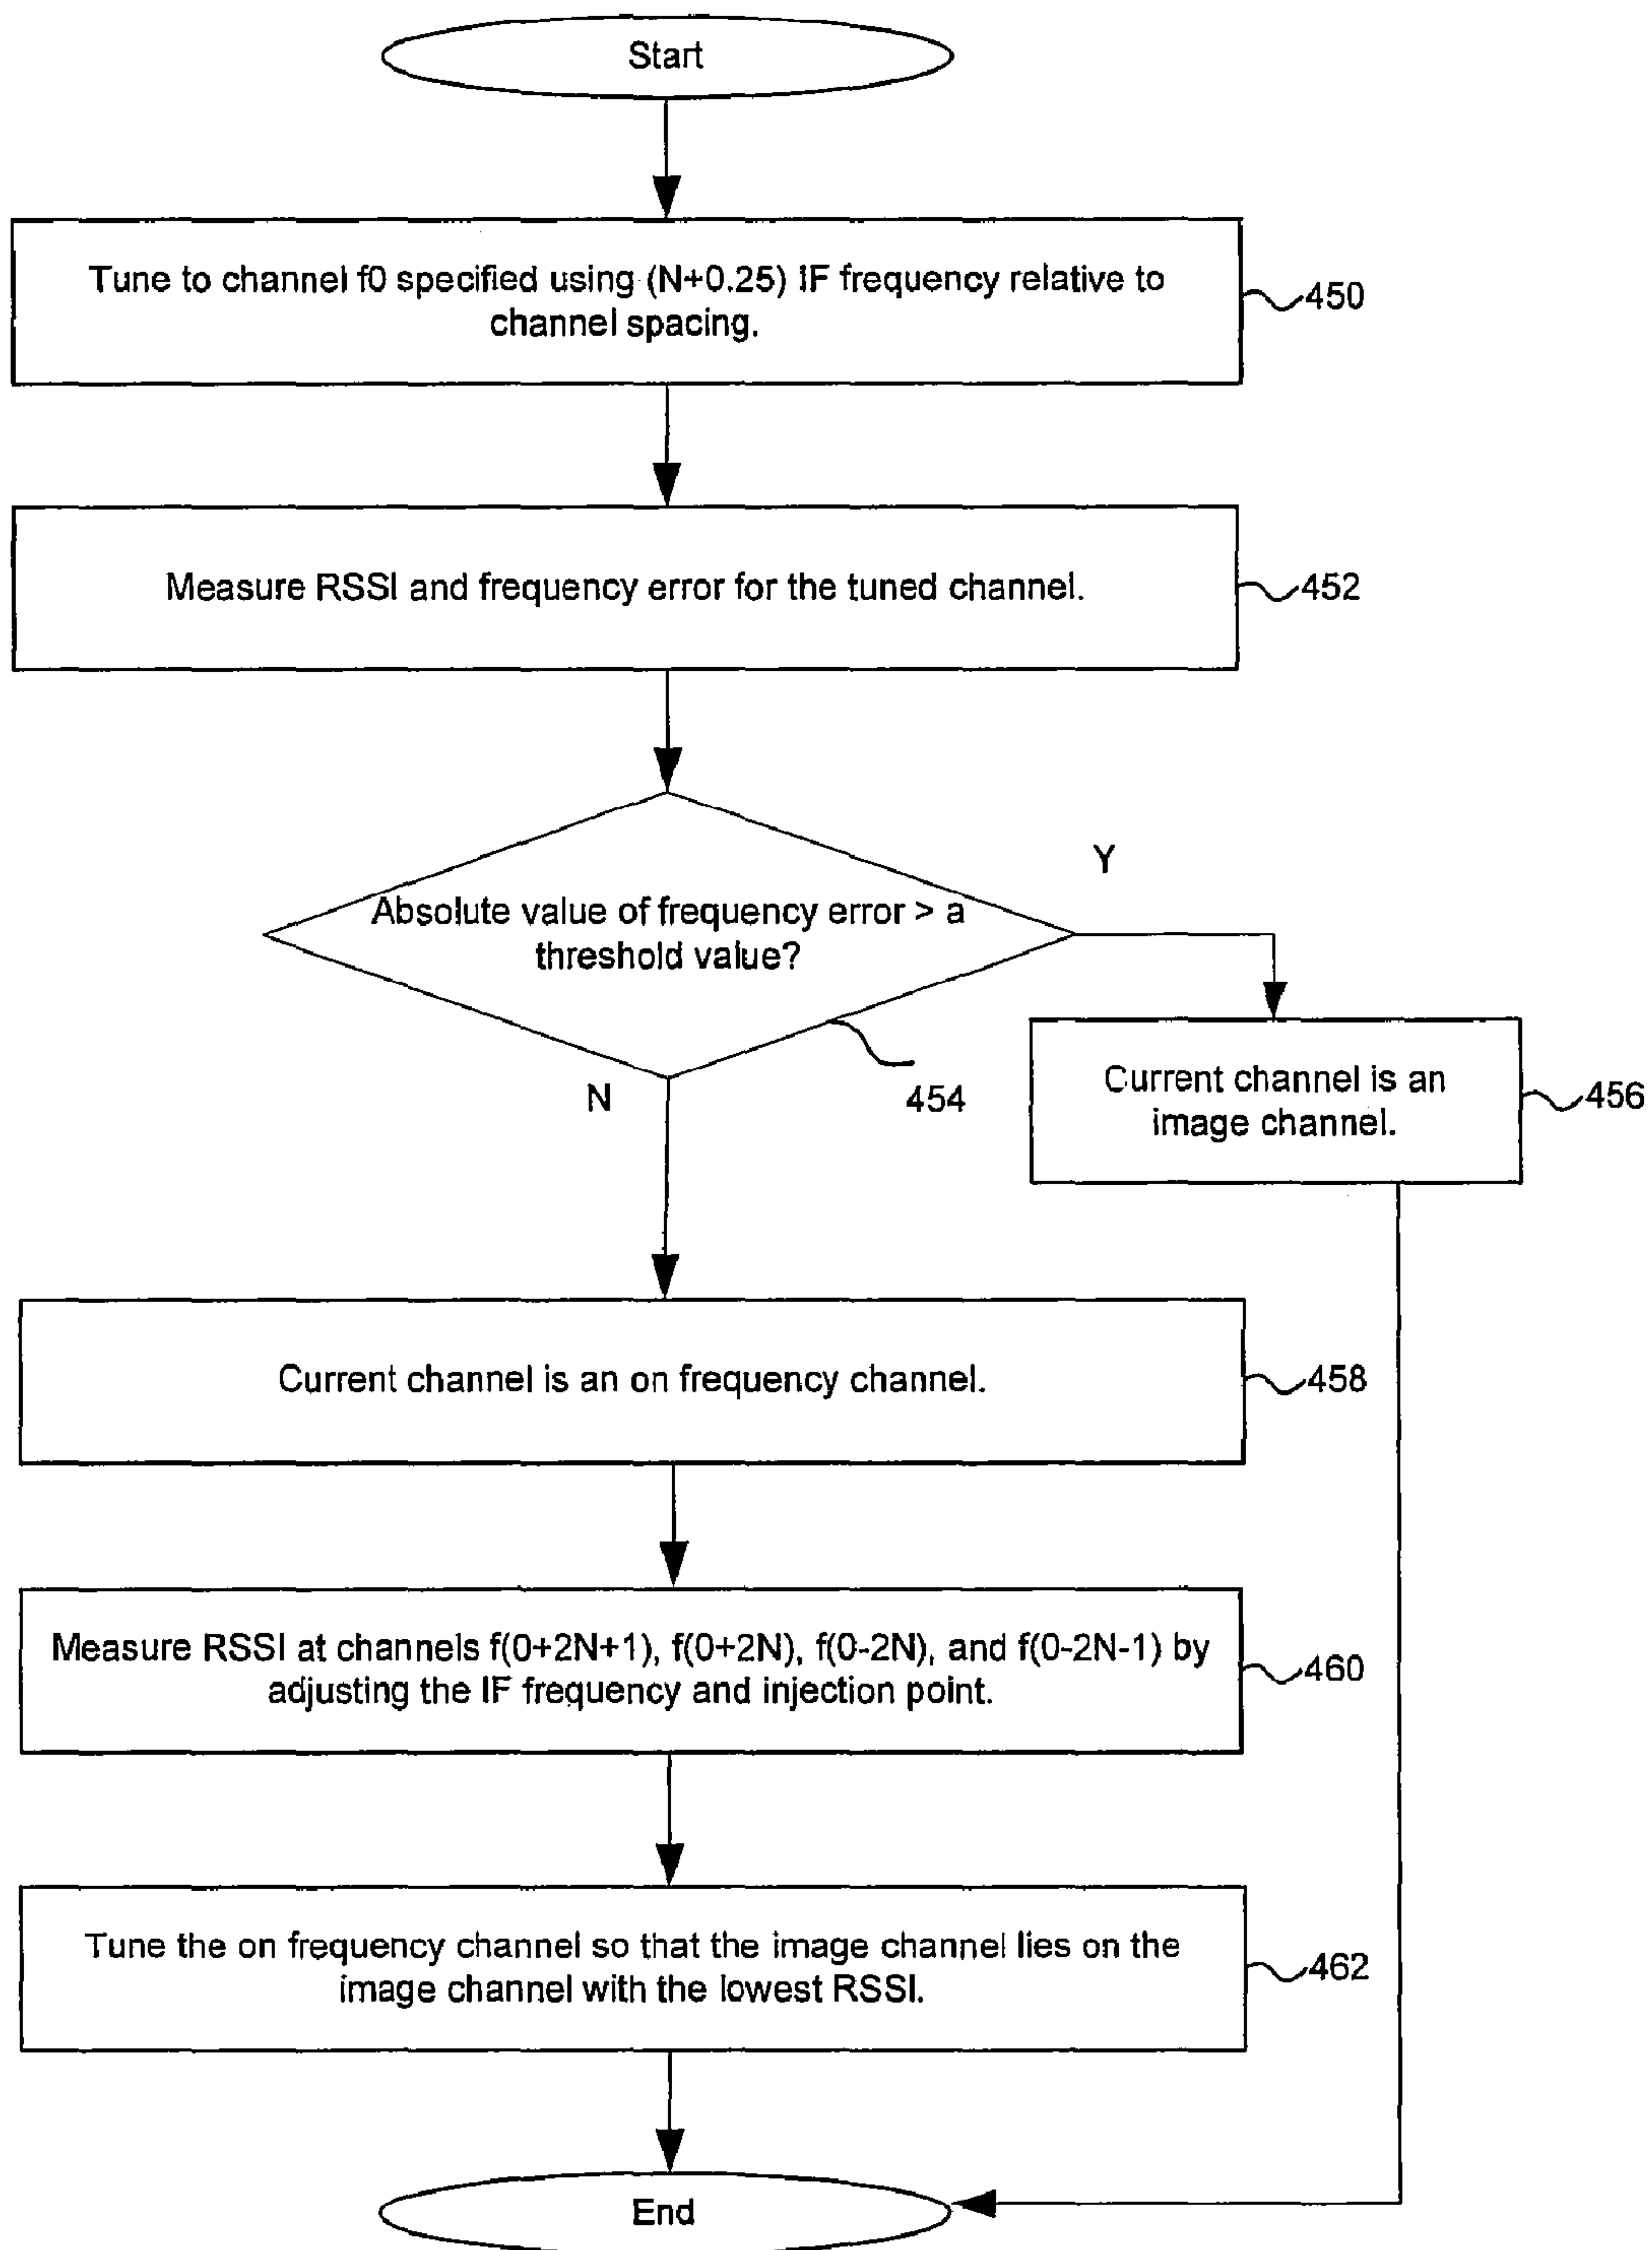 Start
Tune to channel f0 specified using (N+0.25) IF frequency relative to
channel spacing.
450
Measure RSSI and frequency error for the tuned channel.
452
Y
Absolute value of frequency error > a
threshold value?
454
N
Current channel is an
image channel.
456
Current channel is an on frequency channel.
458
Measure RSSI at channels f(0+2N+1), f(0+2N), f(0-2N), and f(0-2N-1) by
adjusting the IF frequency and injection point.
460
Tune the on frequency channel so that the image channel lies on the
image channel with the lowest RSSI.
462
End